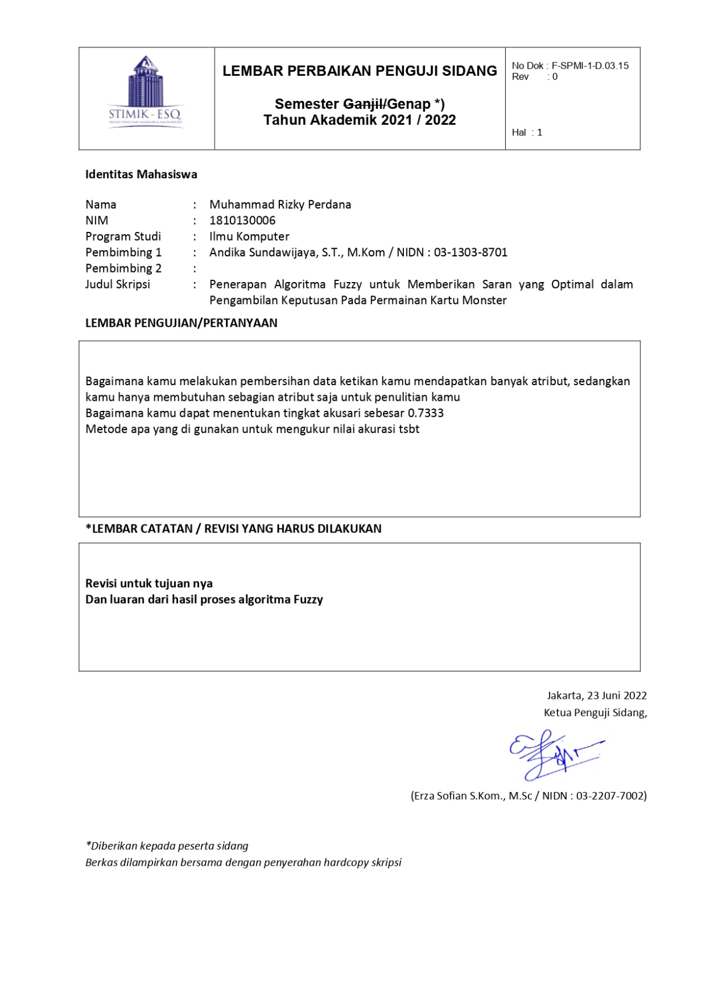 STIMIK - ESQ
LEMBAR PERBAIKAN PENGUJI SIDANG
Semester Ganjil/Genap *)
Tahun Akademik 2021 / 2022
No Dok : F-SPMI-1-D.03.15
Rev : 0
Hal : 1
Identitas Mahasiswa
Nama : Muhammad Rizky Perdana
NIM : 1810130006
Program Studi : Ilmu Komputer
Pembimbing 1 : Andika Sundawijaya, S.T., M.Kom / NIDN : 03-1303-8701
Pembimbing 2 :
Judul Skripsi : Penerapan Algoritma Fuzzy untuk Memberikan Saran yang Optimal dalam
Pengambilan Keputusan Pada Permainan Kartu Monster
LEMBAR PENGUJIAN/PERTANYAAN
Bagaimana kamu melakukan pembersihan data ketikan kamu mendapatkan banyak atribut, sedangkan
kamu hanya membutuhan sebagian atribut saja untuk penulitian kamu
Bagaimana kamu dapat menentukan tingkat akusari sebesar 0.7333
Metode apa yang di gunakan untuk mengukur nilai akurasi tsbt
*LEMBAR CATATAN / REVISI YANG HARUS DILAKUKAN
Revisi untuk tujuan nya
Dan luaran dari hasil proses algoritma Fuzzy
Jakarta, 23 Juni 2022
Ketua Penguji Sidang,
(Erza Sofian S.Kom., M.Sc / NIDN : 03-2207-7002)
*Diberikan kepada peserta sidang
Berkas dilampirkan bersama dengan penyerahan hardcopy skripsi